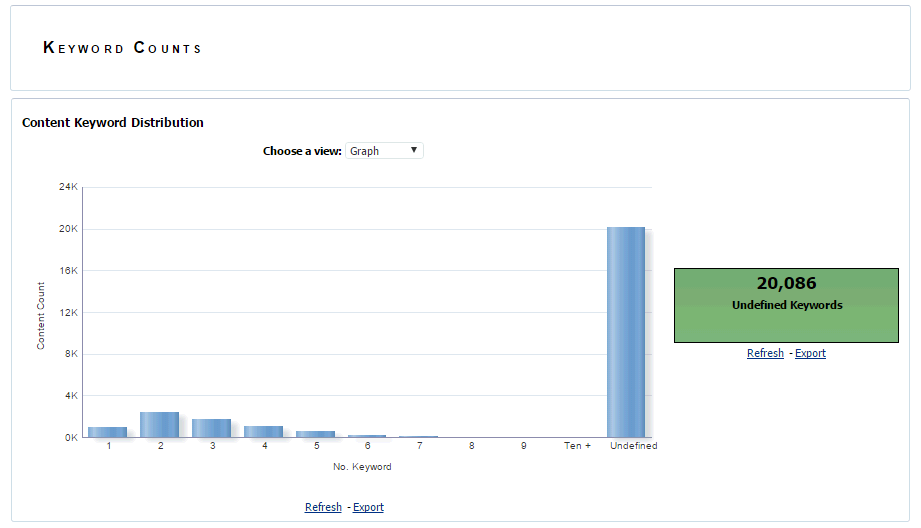 Keyword Counts
Content Keyword Distribution
Choose a view: Graph
24K
20K
16K
12K
8K
4K
0K
Content Count
1 2 3 4 5 6 7 8 9 Ten + Undefined
No. Keyword
Refresh - Export
20,086
Undefined Keywords
Refresh - Export